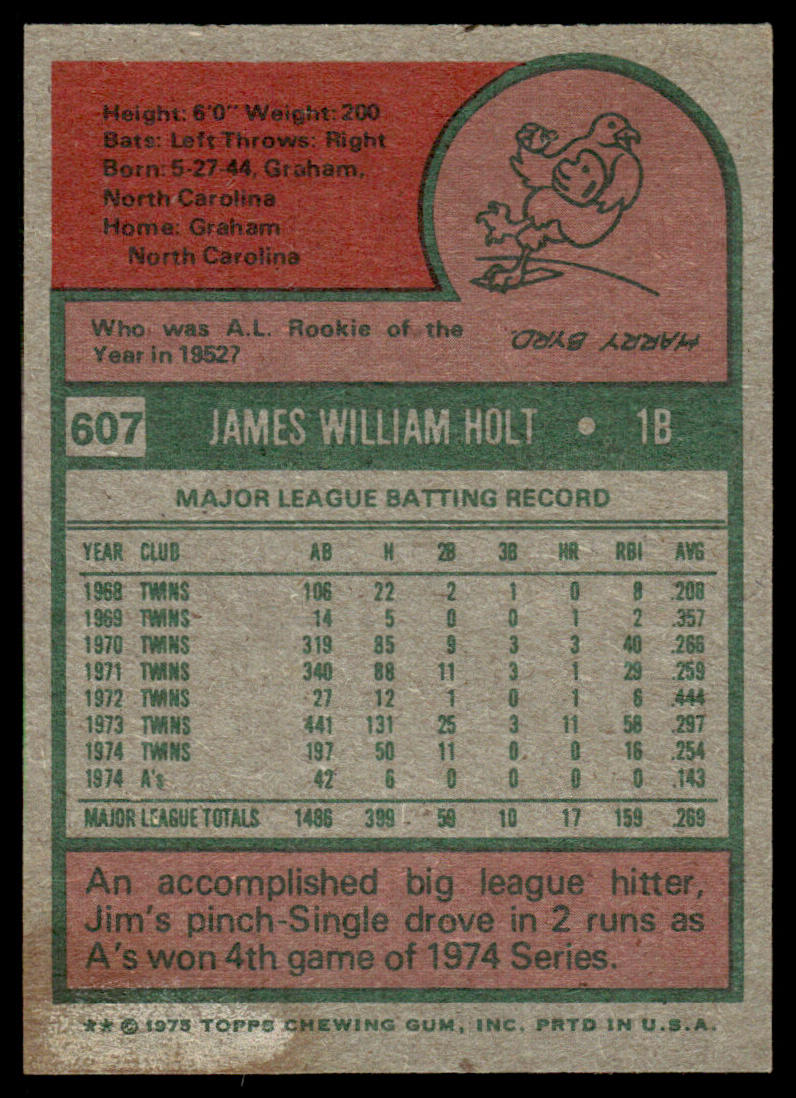 Height: 6'0" Weight: 200
Bats: Left Throws: Right
Born: 5-27-44, Graham,
North Carolina
Home: Graham
North Carolina
Who was A.L. Rookie of the
Year in 1952?
HARRY BYRD.
607 JAMES WILLIAM HOLT • 1B
MAJOR LEAGUE BATTING RECORD
YEAR CLUB AB H 2B 3B HR RBI AVG
1968 TWINS 106 22 2 1 0 8 .208
1969 TWINS 14 5 0 0 1 2 .357
1970 TWINS 319 85 9 3 3 40 .266
1971 TWINS 340 88 11 3 1 29 .259
1972 TWINS 27 12 1 0 1 6 .444
1973 TWINS 441 131 25 3 11 58 .297
1974 TWINS 197 50 11 0 0 16 .254
1974 A's 42 6 0 0 0 0 .143
MAJOR LEAGUE TOTALS 1486 399 59 10 17 159 .269
An accomplished big league hitter,
Jim's pinch-Single drove in 2 runs as
A's won 4th game of 1974 Series.
** © 1975 TOPPS CHEWING GUM, INC. PRTD IN U.S.A.